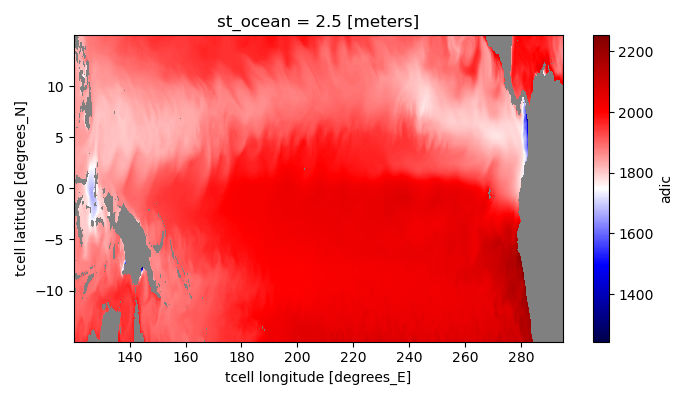 st_ocean = 2.5 [meters]
10
5
0
−5
−10
tcell latitude [degrees_N]
140 160 180 200 220 240 260 280
tcell longitude [degrees_E]
2200
2000
1800
1600
1400
adic